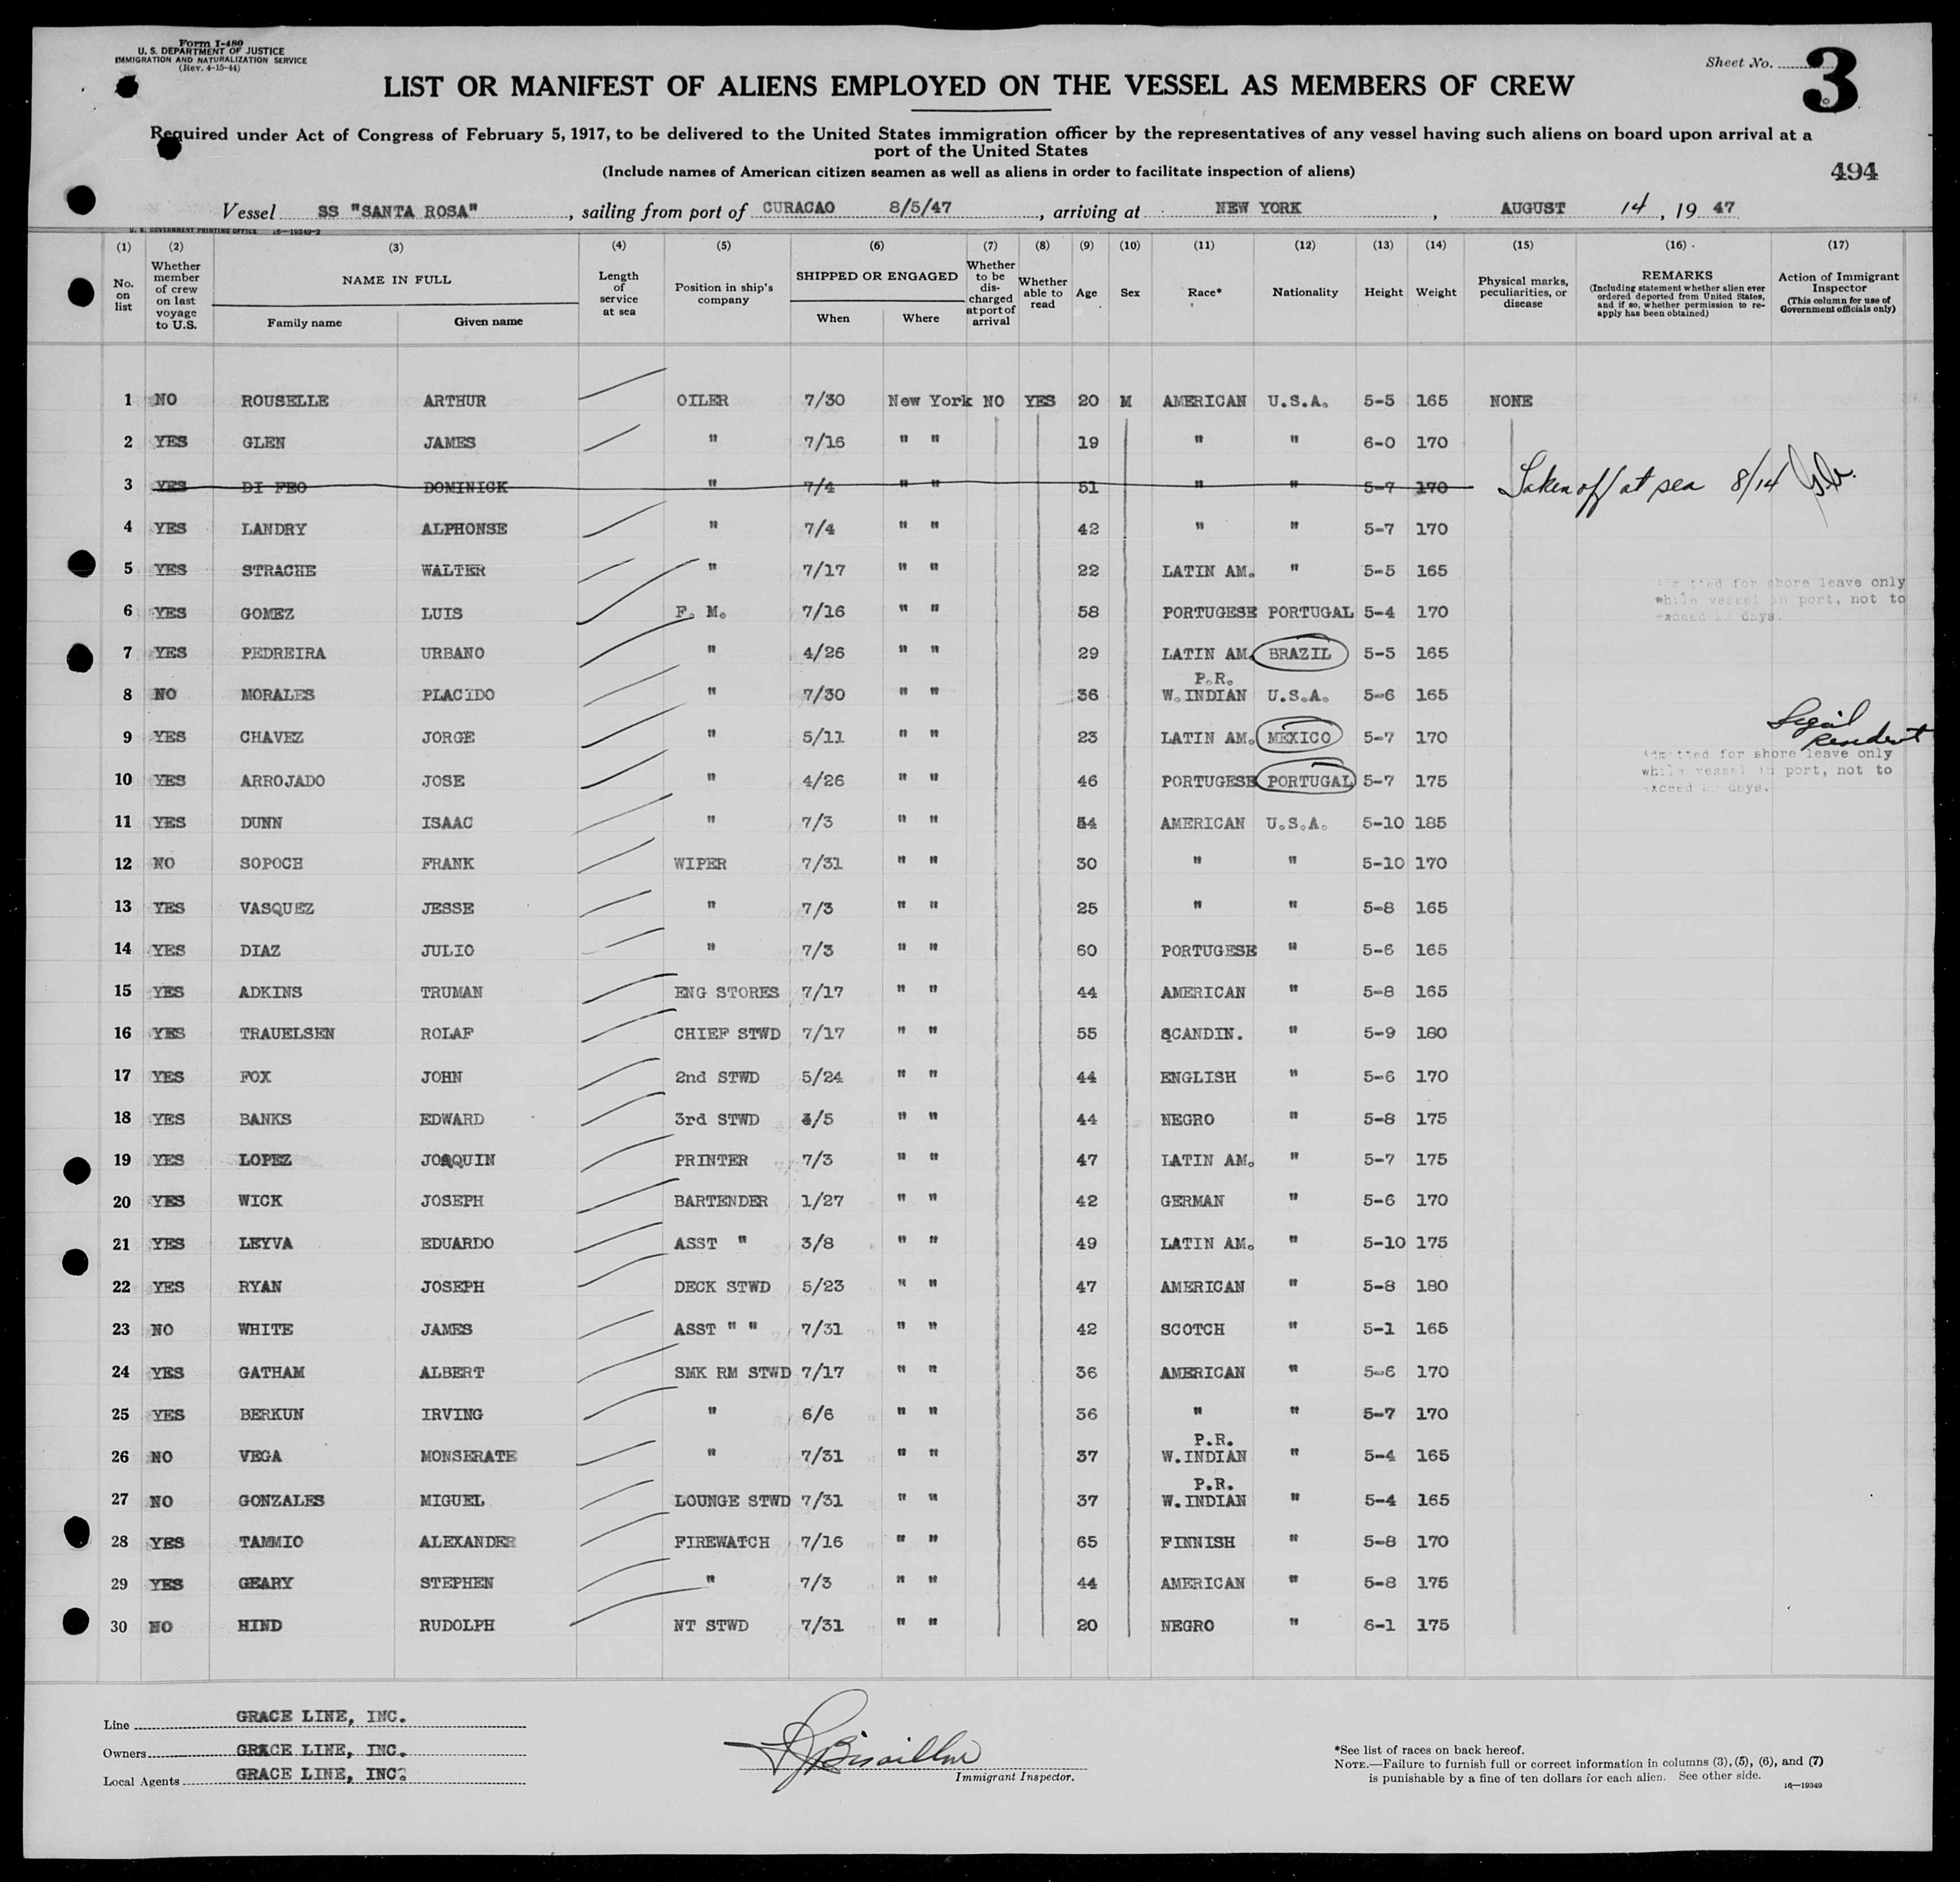 Form I-480
U. S. DEPARTMENT OF JUSTICE
IMMIGRATION AND NATURALIZATION SERVICE
(Rev. 4-15-44)
Sheet No. 3
LIST OR MANIFEST OF ALIENS EMPLOYED ON THE VESSEL AS MEMBERS OF CREW
Required under Act of Congress of February 5, 1917, to be delivered to the United States immigration officer by the representatives of any vessel having such aliens on board upon arrival at a
port of the United States
(Include names of American citizen seamen as well as aliens in order to facilitate inspection of aliens)
494
Vessel SS "SANTA ROSA", sailing from port of CURACAO 8/5/47, arriving at NEW YORK, AUGUST 14, 19 47
U. S. GOVERNMENT PRINTING OFFICE 16—19349-2
(1) (2) (3) (4) (5) (6) (7) (8) (9) (10) (11) (12) (13) (14) (15) (16) (17)
No. on list
Whether member of crew on last voyage to U.S.
NAME IN FULL
Family name
Given name
Length of service at sea
Position in ship's company
SHIPPED OR ENGAGED
When
Where
Whether to be discharged at port of arrival
Whether able to read
Age
Sex
Race*
Nationality
Height
Weight
Physical marks, peculiarities, or disease
REMARKS
(Including statement whether alien ever ordered deported from United States, and if so, whether permission to re-apply has been obtained)
Action of Immigrant Inspector
(This column for use of Government officials only)
1 NO ROUSELLE ARTHUR OILER 7/30 New York NO YES 20 M AMERICAN U.S.A. 5-5 165 NONE
2 YES GLEN JAMES " 7/16 " " 19 " " 6-0 170
3 YES DI FEO DOMINICK " 7/4 " " 51 " " 5-7 170 Taken off at sea 8/14
4 YES LANDRY ALPHONSE " 7/4 " " 42 " " 5-7 170
5 YES STRACHE WALTER " 7/17 " " 22 LATIN AM. " 5-5 165
6 YES GOMEZ LUIS F. M. 7/16 " " 58 PORTUGESE PORTUGAL 5-4 170
Admitted for shore leave only
while vessel in port, not to
exceed days.
7 YES PEDREIRA URBANO " 4/26 " " 29 LATIN AM. BRAZIL 5-5 165
8 NO MORALES PLACIDO " 7/30 " " 36 P.R. W.INDIAN U.S.A. 5-6 165
9 YES CHAVEZ JORGE " 5/11 " " 23 LATIN AM. MEXICO 5-7 170 Legal Resident
10 YES ARROJADO JOSE " 4/26 " " 46 PORTUGESE PORTUGAL 5-7 175
Admitted for shore leave only
while vessel in port, not to
exceed days.
11 YES DUNN ISAAC " 7/3 " " 54 AMERICAN U.S.A. 5-10 185
12 NO SOPOCH FRANK WIPER 7/31 " " 30 " " 5-10 170
13 YES VASQUEZ JESSE " 7/3 " " 25 " " 5-8 165
14 YES DIAZ JULIO " 7/3 " " 60 PORTUGESE " 5-6 165
15 YES ADKINS TRUMAN ENG STORES 7/17 " " 44 AMERICAN " 5-8 165
16 YES TRAUELSEN ROLAF CHIEF STWD 7/17 " " 55 SCANDIN. " 5-9 180
17 YES FOX JOHN 2nd STWD 5/24 " " 44 ENGLISH " 5-6 170
18 YES BANKS EDWARD 3rd STWD /5 " " 44 NEGRO " 5-8 175
19 YES LOPEZ JOAQUIN PRINTER 7/3 " " 47 LATIN AM. " 5-7 175
20 YES WICK JOSEPH BARTENDER 1/27 " " 42 GERMAN " 5-6 170
21 YES LEYVA EDUARDO ASST " 3/8 " " 49 LATIN AM. " 5-10 175
22 YES RYAN JOSEPH DECK STWD 5/23 " " 47 AMERICAN " 5-8 180
23 NO WHITE JAMES ASST " " 7/31 " " 42 SCOTCH " 5-1 165
24 YES GATHAM ALBERT SMK RM STWD 7/17 " " 36 AMERICAN " 5-6 170
25 YES BERKUN IRVING " 6/6 " " 36 " " 5-7 170
26 NO VEGA MONSERATE " 7/31 " " 37 P.R. W.INDIAN " 5-4 165
27 NO GONZALES MIGUEL LOUNGE STWD 7/31 " " 37 P.R. W.INDIAN " 5-4 165
28 YES TAMMIO ALEXANDER FIREWATCH 7/16 " " 65 FINNISH " 5-8 170
29 YES GEARY STEPHEN " 7/3 " " 44 AMERICAN " 5-8 175
30 NO HIND RUDOLPH NT STWD 7/31 " " 20 NEGRO " 6-1 175
Line GRACE LINE, INC.
Owners GRACE LINE, INC.
Local Agents GRACE LINE, INC.
Immigrant Inspector.
*See list of races on back hereof.
NOTE.—Failure to furnish full or correct information in columns (3), (5), (6), and (7)
is punishable by a fine of ten dollars for each alien. See other side.
16—19349